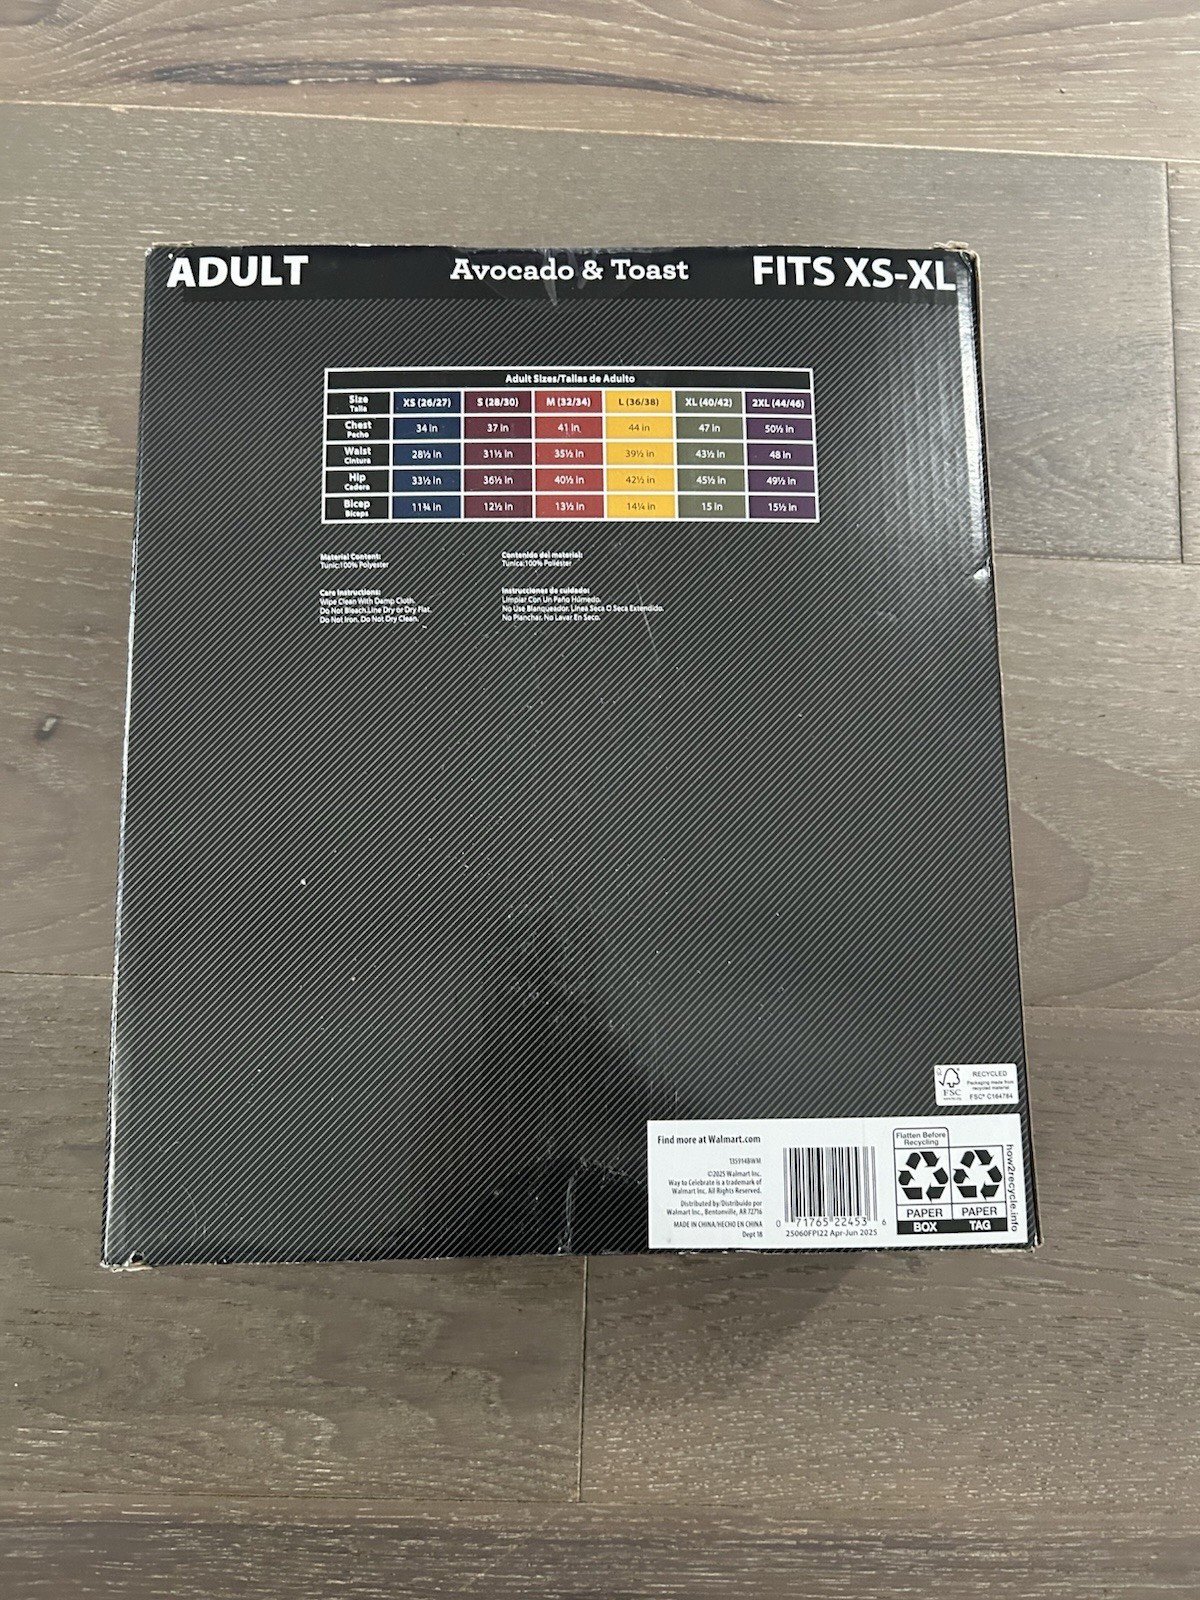 ADULT Avocado & Toast FITS XS-XL
Adult Sizes/Tallas de Adulto
Size XS (26/27) S (28/30) M (32/34) L (36/38) XL (40/42) 2XL (44/46)
Talla
Chest 34 in 37 in 41 in 44 in 47 in 50½ in
Pecho
Waist 28½ in 31½ in 35½ in 39½ in 43½ in 48 in
Cintura
Hip 33½ in 36½ in 40½ in 42½ in 45½ in 49½ in
Cadera
Bicep 11¾ in 12½ in 13½ in 14¼ in 15 in 15½ in
Biceps
Material Content:
Tunic:100% Polyester
Contenido del material:
Tunica:100% Poliéster
Care Instructions:
Wipe Clean With Damp Cloth.
Do Not Bleach.Line Dry or Dry Flat.
Do Not Iron. Do Not Dry Clean.
Instrucciones de cuidado:
Limpiar Con Un Paño Húmedo.
No Use Blanqueador. Línea Seca O Seca Extendido.
No Planchar. No Lavar En Seco.
FSC
RECYCLED
Packaging made from
recycled material
FSC® C164784
Find more at Walmart.com
135914BWM
©2025 Walmart Inc.
Way to Celebrate is a trademark of
Walmart Inc. All Rights Reserved.
Distributed by/Distribuido por
Walmart Inc., Bentonville, AR 72716
MADE IN CHINA/HECHO EN CHINA
Dept 18
0 71765 22453 6
25060FPI22 Apr-Jun 2025
Flatten Before
Recycling
PAPER PAPER
BOX TAG
how2recycle.info